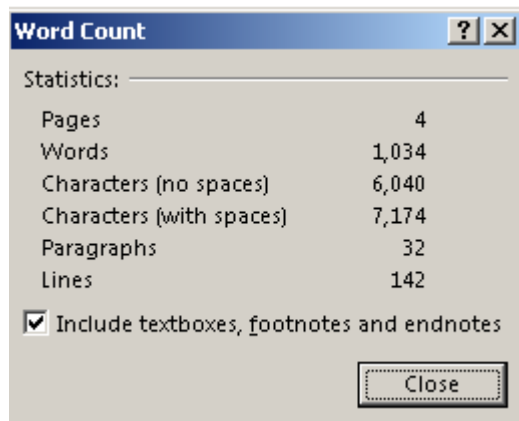 Word Count
Statistics:
Pages 4
Words 1,034
Characters (no spaces) 6,040
Characters (with spaces) 7,174
Paragraphs 32
Lines 142
Include textboxes, footnotes and endnotes
Close